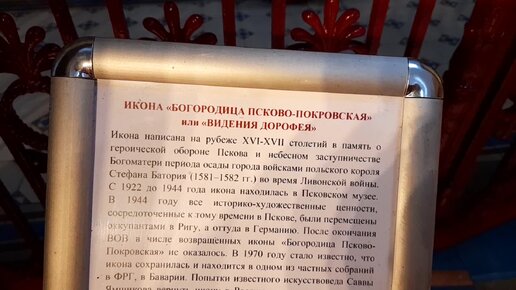 ИКОНА «БОГОРОДИЦА ПСКОВО-ПОКРОВСКАЯ»
или «ВИДЕНИЯ ДОРОФЕЯ»
Икона написана на рубеже XVI-XVII столетий в память о
героической обороне Пскова и небесном заступничестве
Богоматери периода осады города войсками польского короля
Стефана Батория (1581–1582 гг.) во время Ливонской войны.
С 1922 до 1944 года икона находилась в Псковском музее.
В 1944 году все историко-художественные ценности,
сосредоточенные к тому времени в Пскове, были перемещены
оккупантами в Ригу, а оттуда в Германию. После окончания
ВОВ в числе возвращенных иконы «Богородица Псково-
Покровская» не оказалось. В 1970 году стало известно, что
икона сохранилась и находится в одном из частных собраний
в ФРГ, в Баварии. Попытки известного искусствоведа Саввы
Ямщикова вернуть икону в